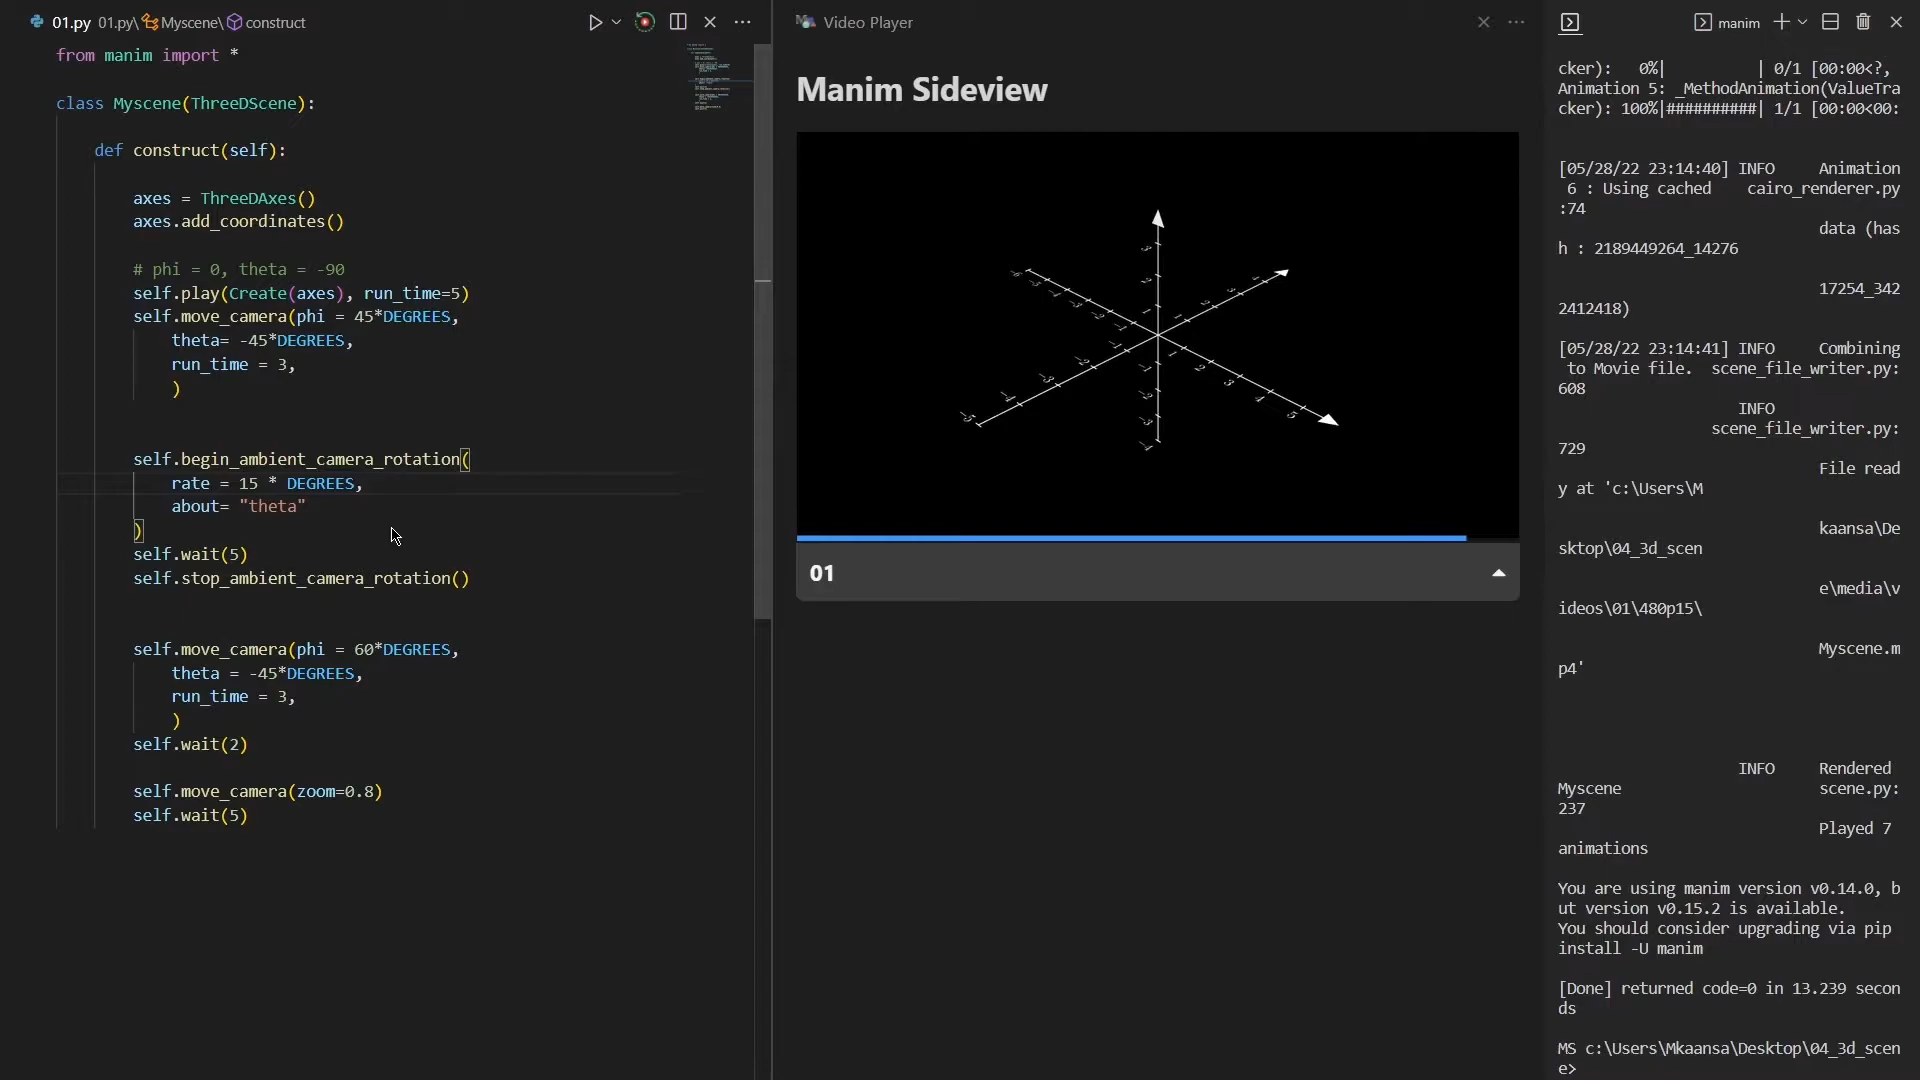 01.py 01.py\ Myscene\ construct
from manim import *
class Myscene(ThreeDScene):
def construct(self):
axes = ThreeDAxes()
axes.add_coordinates()
# phi = 0, theta = -90
self.play(Create(axes), run_time=5)
self.move_camera(phi = 45*DEGREES,
theta= -45*DEGREES,
run_time = 3,
)
self.begin_ambient_camera_rotation(
rate = 15 * DEGREES,
about= "theta"
)
self.wait(5)
self.stop_ambient_camera_rotation()
self.move_camera(phi = 60*DEGREES,
theta = -45*DEGREES,
run_time = 3,
)
self.wait(2)
self.move_camera(zoom=0.8)
self.wait(5)
Video Player
Manim Sideview
01
manim
cker):   0%|          | 0/1 [00:00<?,
Animation 5: _MethodAnimation(ValueTra
cker): 100%|##########| 1/1 [00:00<00:
[05/28/22 23:14:40] INFO     Animation
6 : Using cached    cairo_renderer.py
:74
data (has
h : 2189449264_14276
17254_342
2412418)
[05/28/22 23:14:41] INFO     Combining
to Movie file.  scene_file_writer.py:
608
INFO
scene_file_writer.py:
729
File read
y at 'c:\Users\M
kaansa\De
sktop\04_3d_scen
e\media\v
ideos\01\480p15\
Myscene.m
p4'
INFO     Rendered
Myscene             scene.py:
237
Played 7
animations
You are using manim version v0.14.0, b
ut version v0.15.2 is available.
You should consider upgrading via pip
install -U manim
[Done] returned code=0 in 13.239 secon
ds
MS c:\Users\Mkaansa\Desktop\04_3d_scen
e>